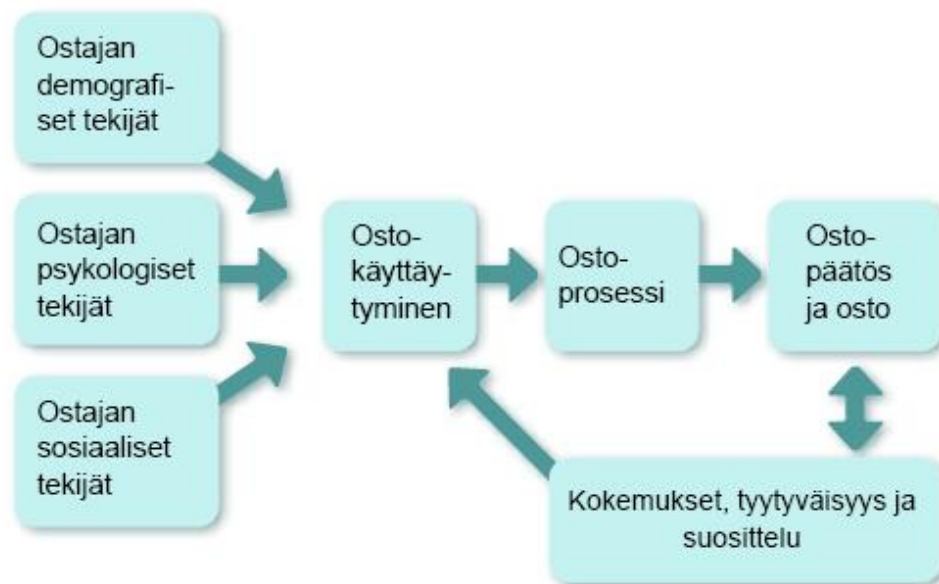 Ostajan
demografi-
set tekijät
Ostajan
psykologiset
tekijät
Ostajan
sosiaaliset
tekijät
Osto-
käyttäy-
tyminen
Osto-
prosessi
Osto-
päätös
ja osto
Kokemukset, tyytyväisyys ja
suosittelu